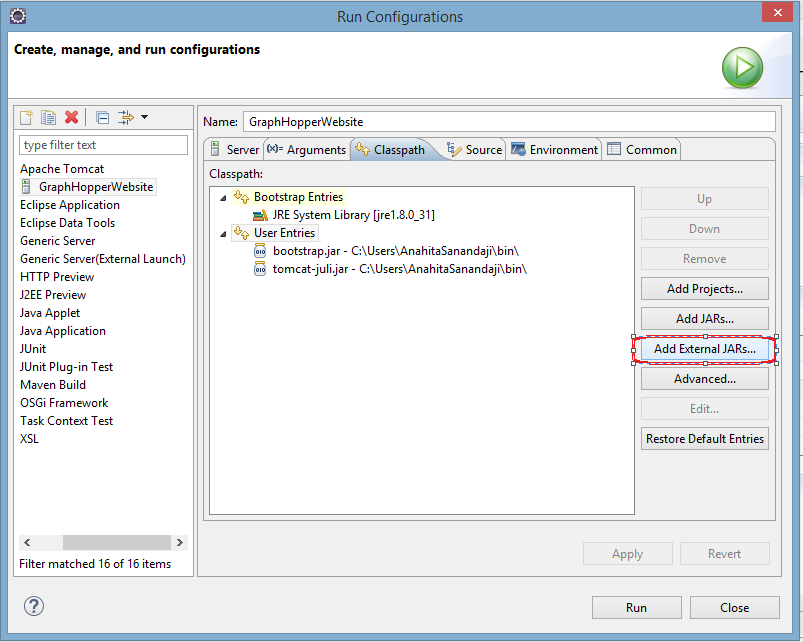 Run Configurations
Create, manage, and run configurations
type filter text
Apache Tomcat
GraphHopperWebsite
Eclipse Application
Eclipse Data Tools
Generic Server
Generic Server(External Launch)
HTTP Preview
J2EE Preview
Java Applet
Java Application
JUnit
JUnit Plug-in Test
Maven Build
OSGi Framework
Task Context Test
XSL
Filter matched 16 of 16 items
Name: GraphHopperWebsite
Server (x)= Arguments Classpath Source Environment Common
Classpath:
Bootstrap Entries
JRE System Library [jre1.8.0_31]
User Entries
bootstrap.jar - C:\Users\AnahitaSanandaji\bin\
tomcat-juli.jar - C:\Users\AnahitaSanandaji\bin\
Up
Down
Remove
Add Projects...
Add JARs...
Add External JARs...
Advanced...
Edit...
Restore Default Entries
Apply Revert
Run Close